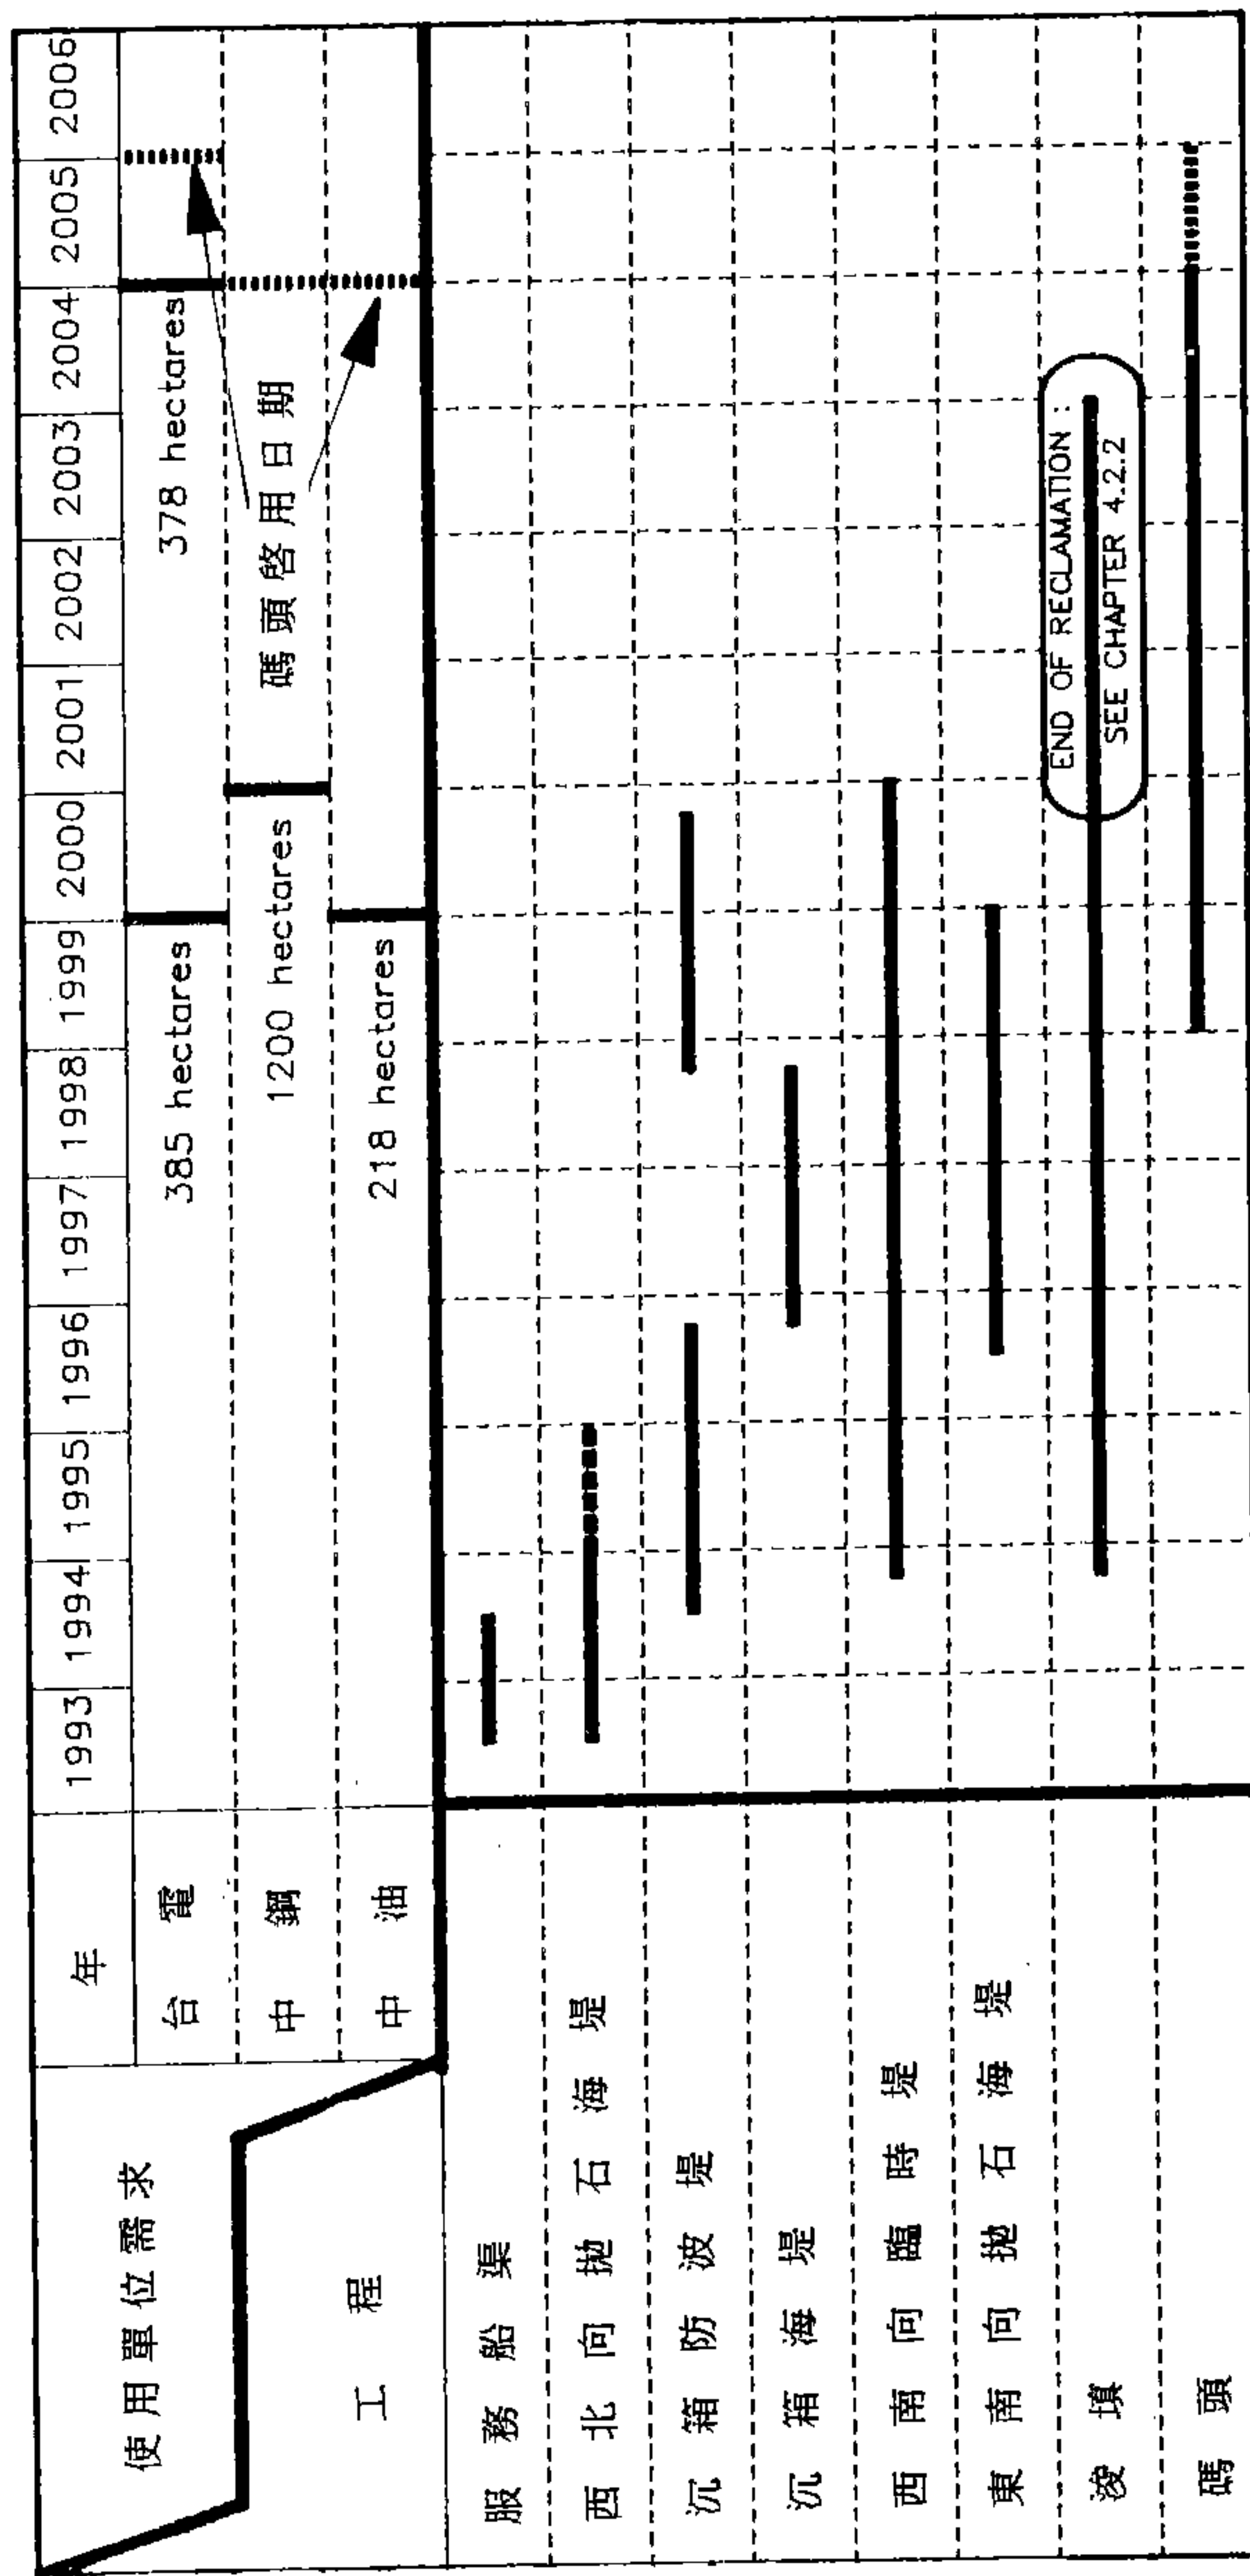 使用單位需求
工程
年 1993 1994 1995 1996 1997 1998 1999 2000 2001 2002 2003 2004 2005 2006
台電 385 hectares 378 hectares
中鋼 1200 hectares 碼頭啓用日期
中油 218 hectares
服務船渠
西北向拋石海堤
沉箱防波堤
沉箱海堤
西南向臨時堤
東南向拋石海堤
浚填
END OF RECLAMATION :
SEE CHAPTER 4.2.2
碼頭